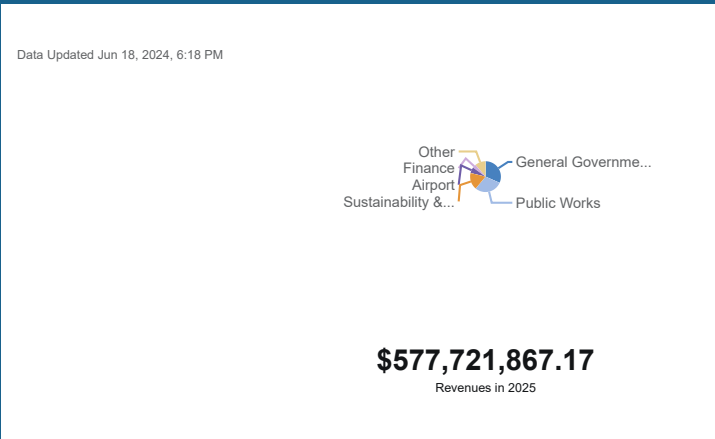 Data Updated Jun 18, 2024, 6:18 PM
Other
Finance
Airport
Sustainability &...
General Governme...
Public Works
$577,721,867.17
Revenues in 2025